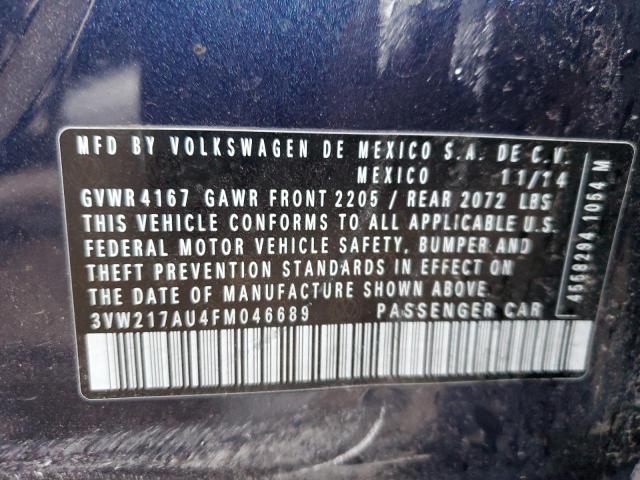 MFD BY VOLKSWAGEN DE MEXICO S.A. DE C.V.
MEXICO 11/14
GVWR 4167 GAWR FRONT 2205 / REAR 2072 LBS
THIS VEHICLE CONFORMS TO ALL APPLICABLE U.S.
FEDERAL MOTOR VEHICLE SAFETY, BUMPER AND
THEFT PREVENTION STANDARDS IN EFFECT ON
THE DATE OF MANUFACTURE SHOWN ABOVE
3VW217AU4FM046689 PASSENGER CAR
4558294 1054 M